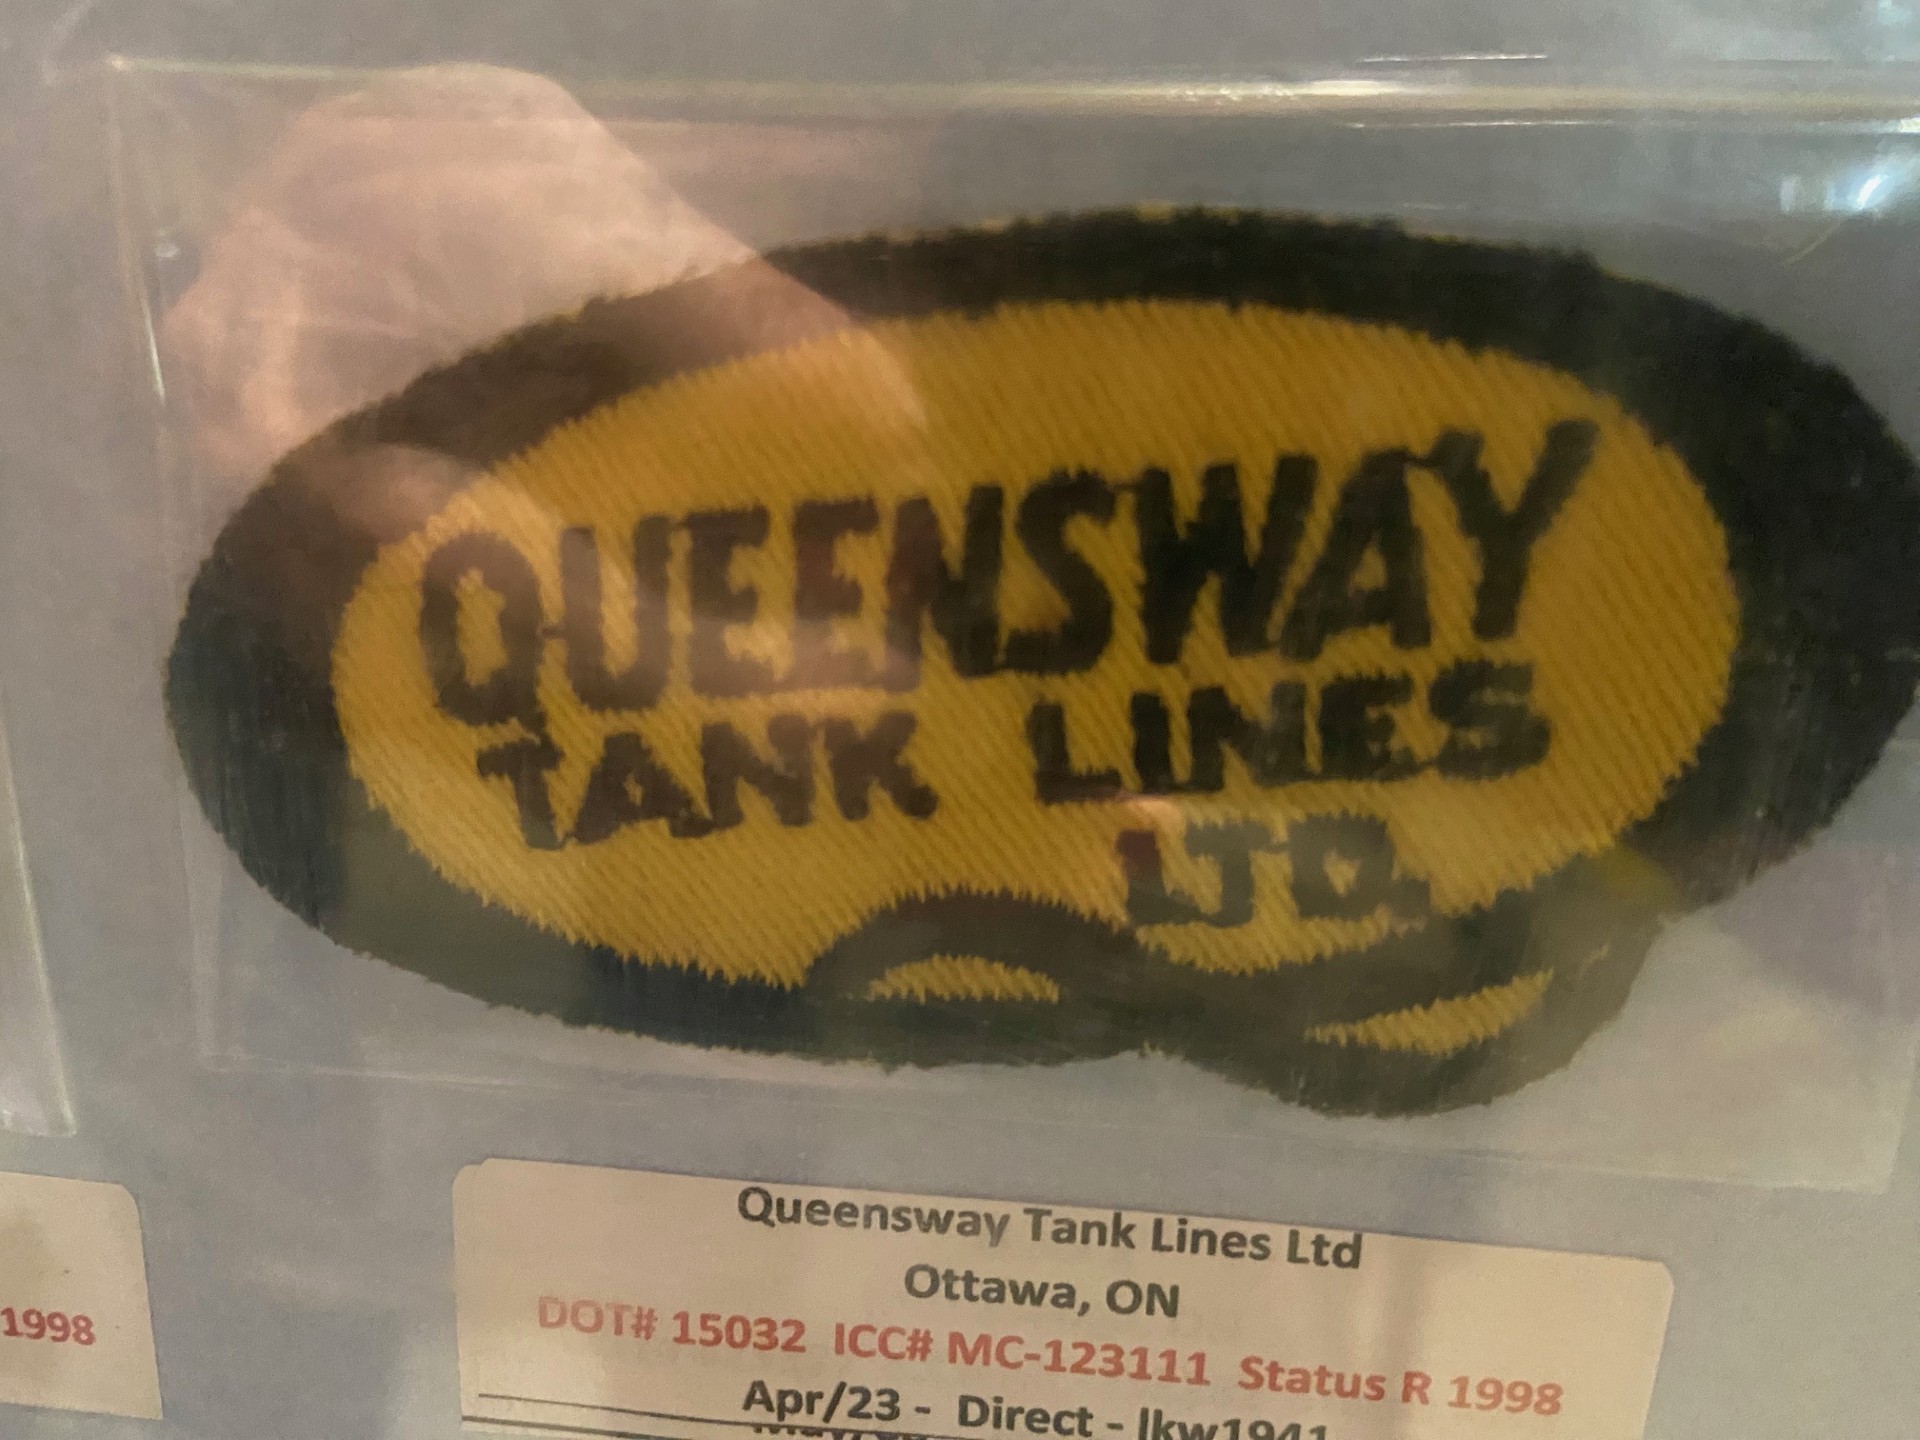 QUEENSWAY
TANK LINES
LTD.
Queensway Tank Lines Ltd
Ottawa, ON
DOT# 15032 ICC# MC-123111 Status R 1998
1998
Apr/23 - Direct - lkw1941